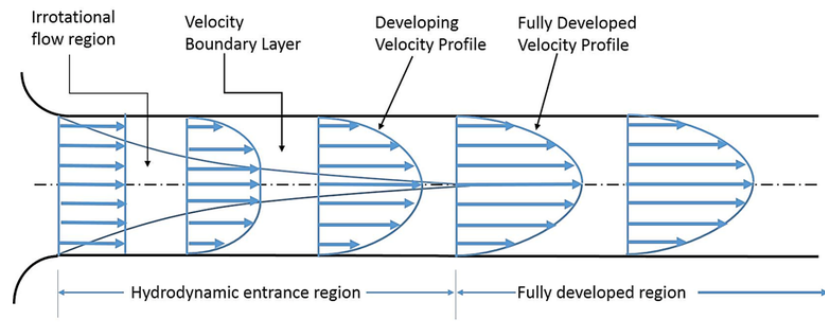 Irrotational
flow region
Velocity
Boundary Layer
Developing
Velocity Profile
Fully Developed
Velocity Profile
Hydrodynamic entrance region
Fully developed region